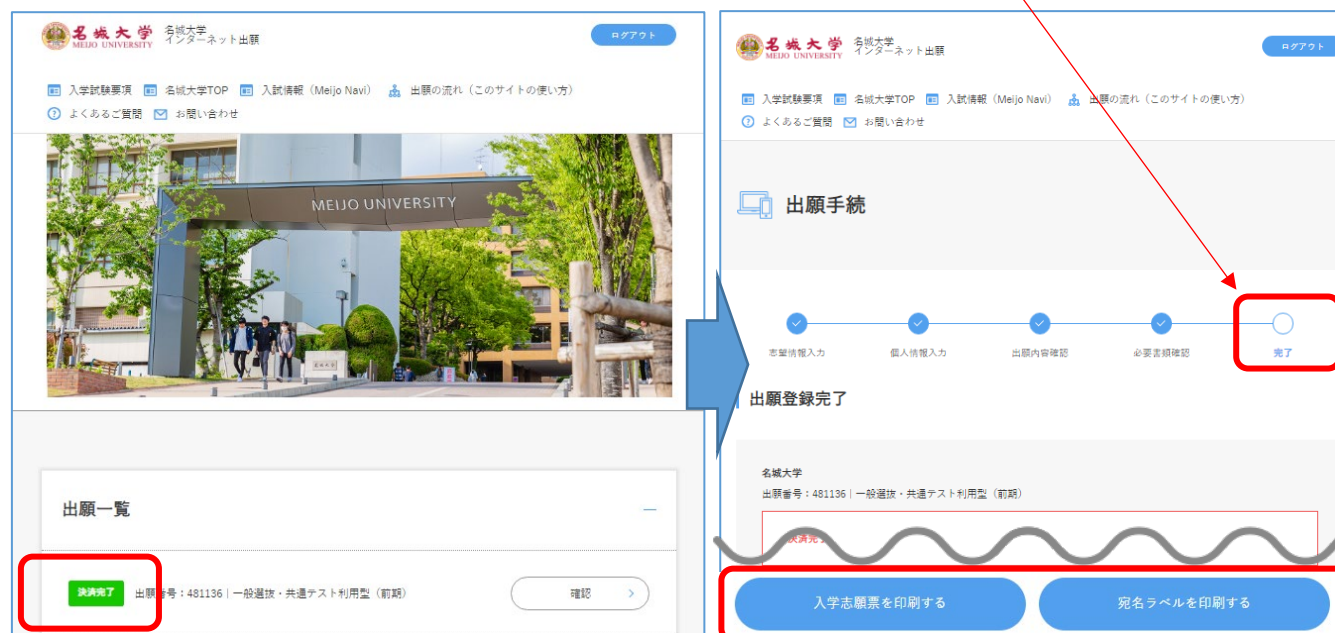 名城大学
MEIJO UNIVERSITY
名城大学
インターネット出願
ログアウト
入学試験要項 名城大学TOP 入試情報（Meijo Navi） 出願の流れ（このサイトの使い方）
よくあるご質問 お問い合わせ
MEIJO UNIVERSITY
出願一覧
決済完了 出願番号：481136｜一般選抜・共通テスト利用型（前期） 確認
名城大学
MEIJO UNIVERSITY
名城大学
インターネット出願
ログアウト
入学試験要項 名城大学TOP 入試情報（Meijo Navi） 出願の流れ（このサイトの使い方）
よくあるご質問 お問い合わせ
出願手続
志望情報入力 個人情報入力 出願内容確認 必要書類確認 完了
出願登録完了
名城大学
出願番号：481136｜一般選抜・共通テスト利用型（前期）
決済完了
入学志願票を印刷する 宛名ラベルを印刷する